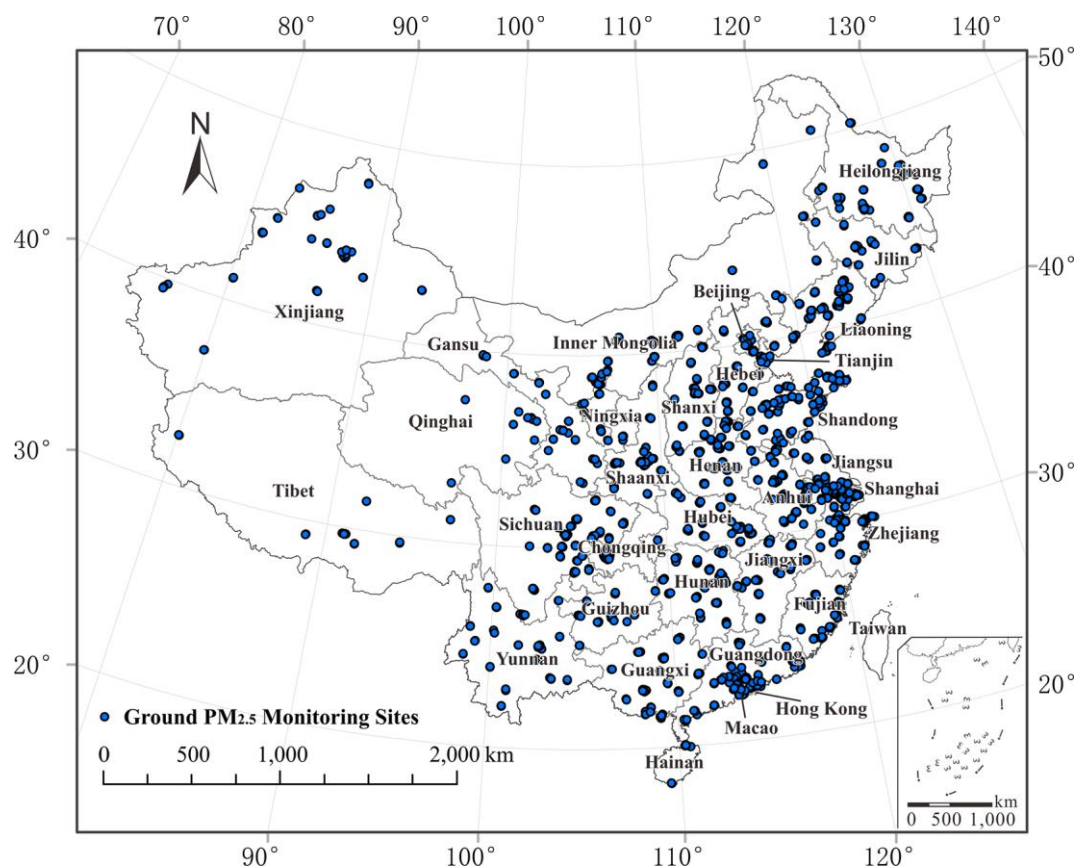 70° 80° 90° 100° 110° 120° 130° 140°
50°
N
Heilongjiang
40°
Jilin
40°
Beijing
Xinjiang
Liaoning
Gansu
Inner Mongolia
Tianjin
Hebei
Qinghai
Ningxia
Shanxi
Shandong
30°
Henan
Jiangsu
Shaanxi
30°
Tibet
Anhui
Shanghai
Sichuan
Hubei
Zhejiang
Chongqing
Jiangxi
Hunan
Guizhou
Fujian
Taiwan
20°
Yunnan
Guangxi
Guangdong
20°
Hong Kong
Ground PM2.5 Monitoring Sites
Macao
0 500 1,000 2,000 km
Hainan
km
0 500 1,000
90° 100° 110° 120°